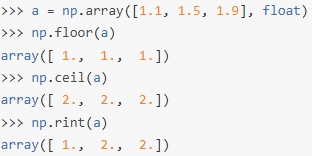 >>> a = np.array([1.1, 1.5, 1.9], float)
>>> np.floor(a)
array([ 1.,  1.,  1.])
>>> np.ceil(a)
array([ 2.,  2.,  2.])
>>> np.rint(a)
array([ 1.,  2.,  2.])